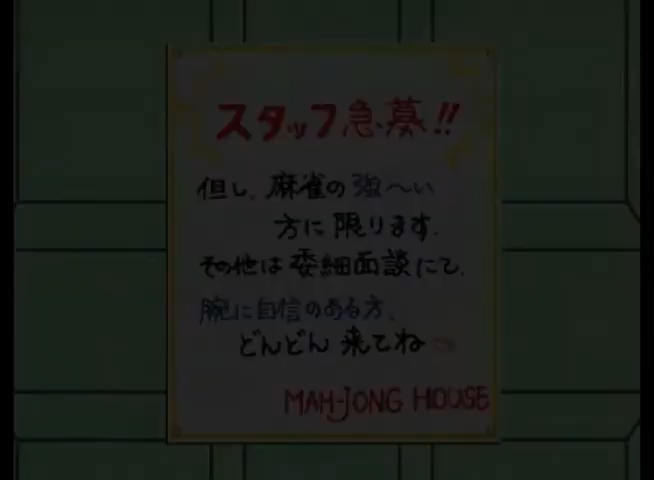 スタッフ急募!!
但し、麻雀の強〜い
方に限ります.
その他は委細面談にて.
腕に自信のある方、
どんどん来てね♡
MAH-JONG HOUSE